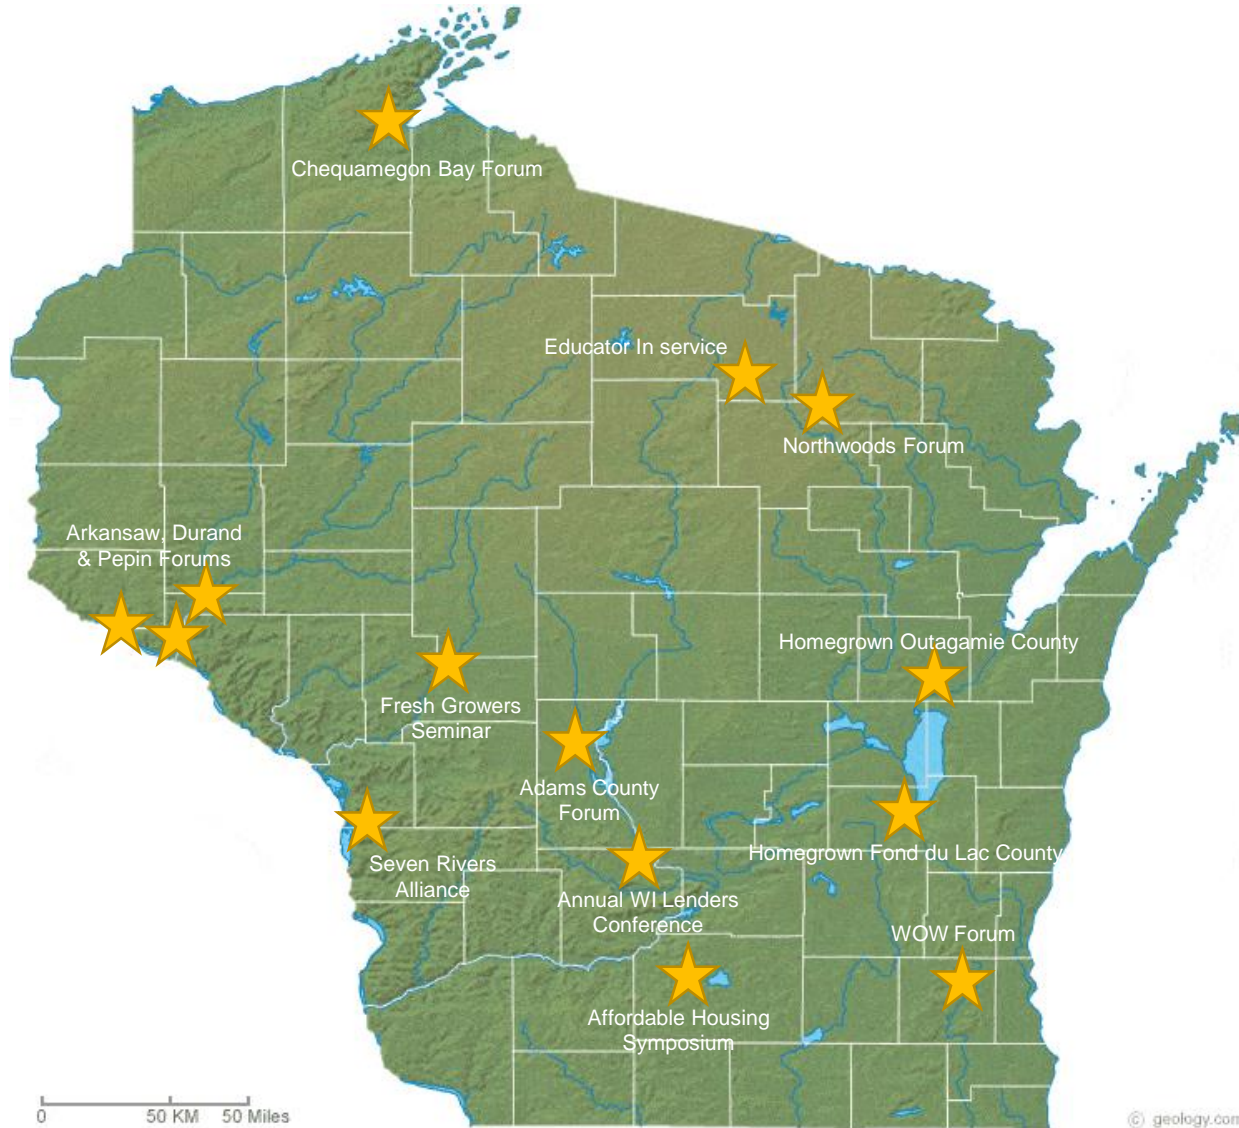 Chequamegon Bay Forum
Educator In service
Northwoods Forum
Arkansaw, Durand
& Pepin Forums
Homegrown Outagamie County
Fresh Growers
Seminar
Adams County
Forum
Homegrown Fond du Lac County
Seven Rivers
Alliance
Annual WI Lenders
Conference
WOW Forum
Affordable Housing
Symposium
0 50 KM 50 Miles
© geology.com